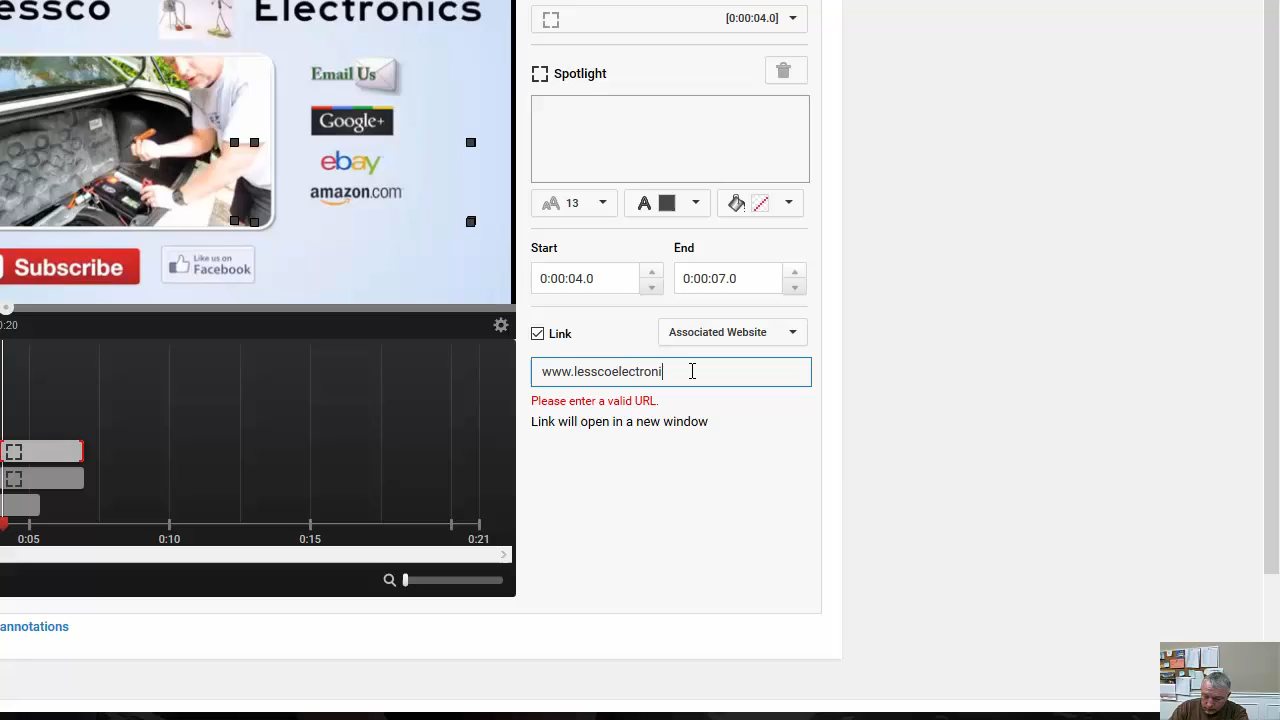 essco Electronics
Email Us
Google+
ebay
amazon.com
Subscribe
Like us on
Facebook
0:20
0:05 0:10 0:15 0:21
annotations
[0:00:04.0]
Spotlight
AA 13 A
Start End
0:00:04.0 0:00:07.0
Link Associated Website
www.lesscoelectroni
Please enter a valid URL.
Link will open in a new window